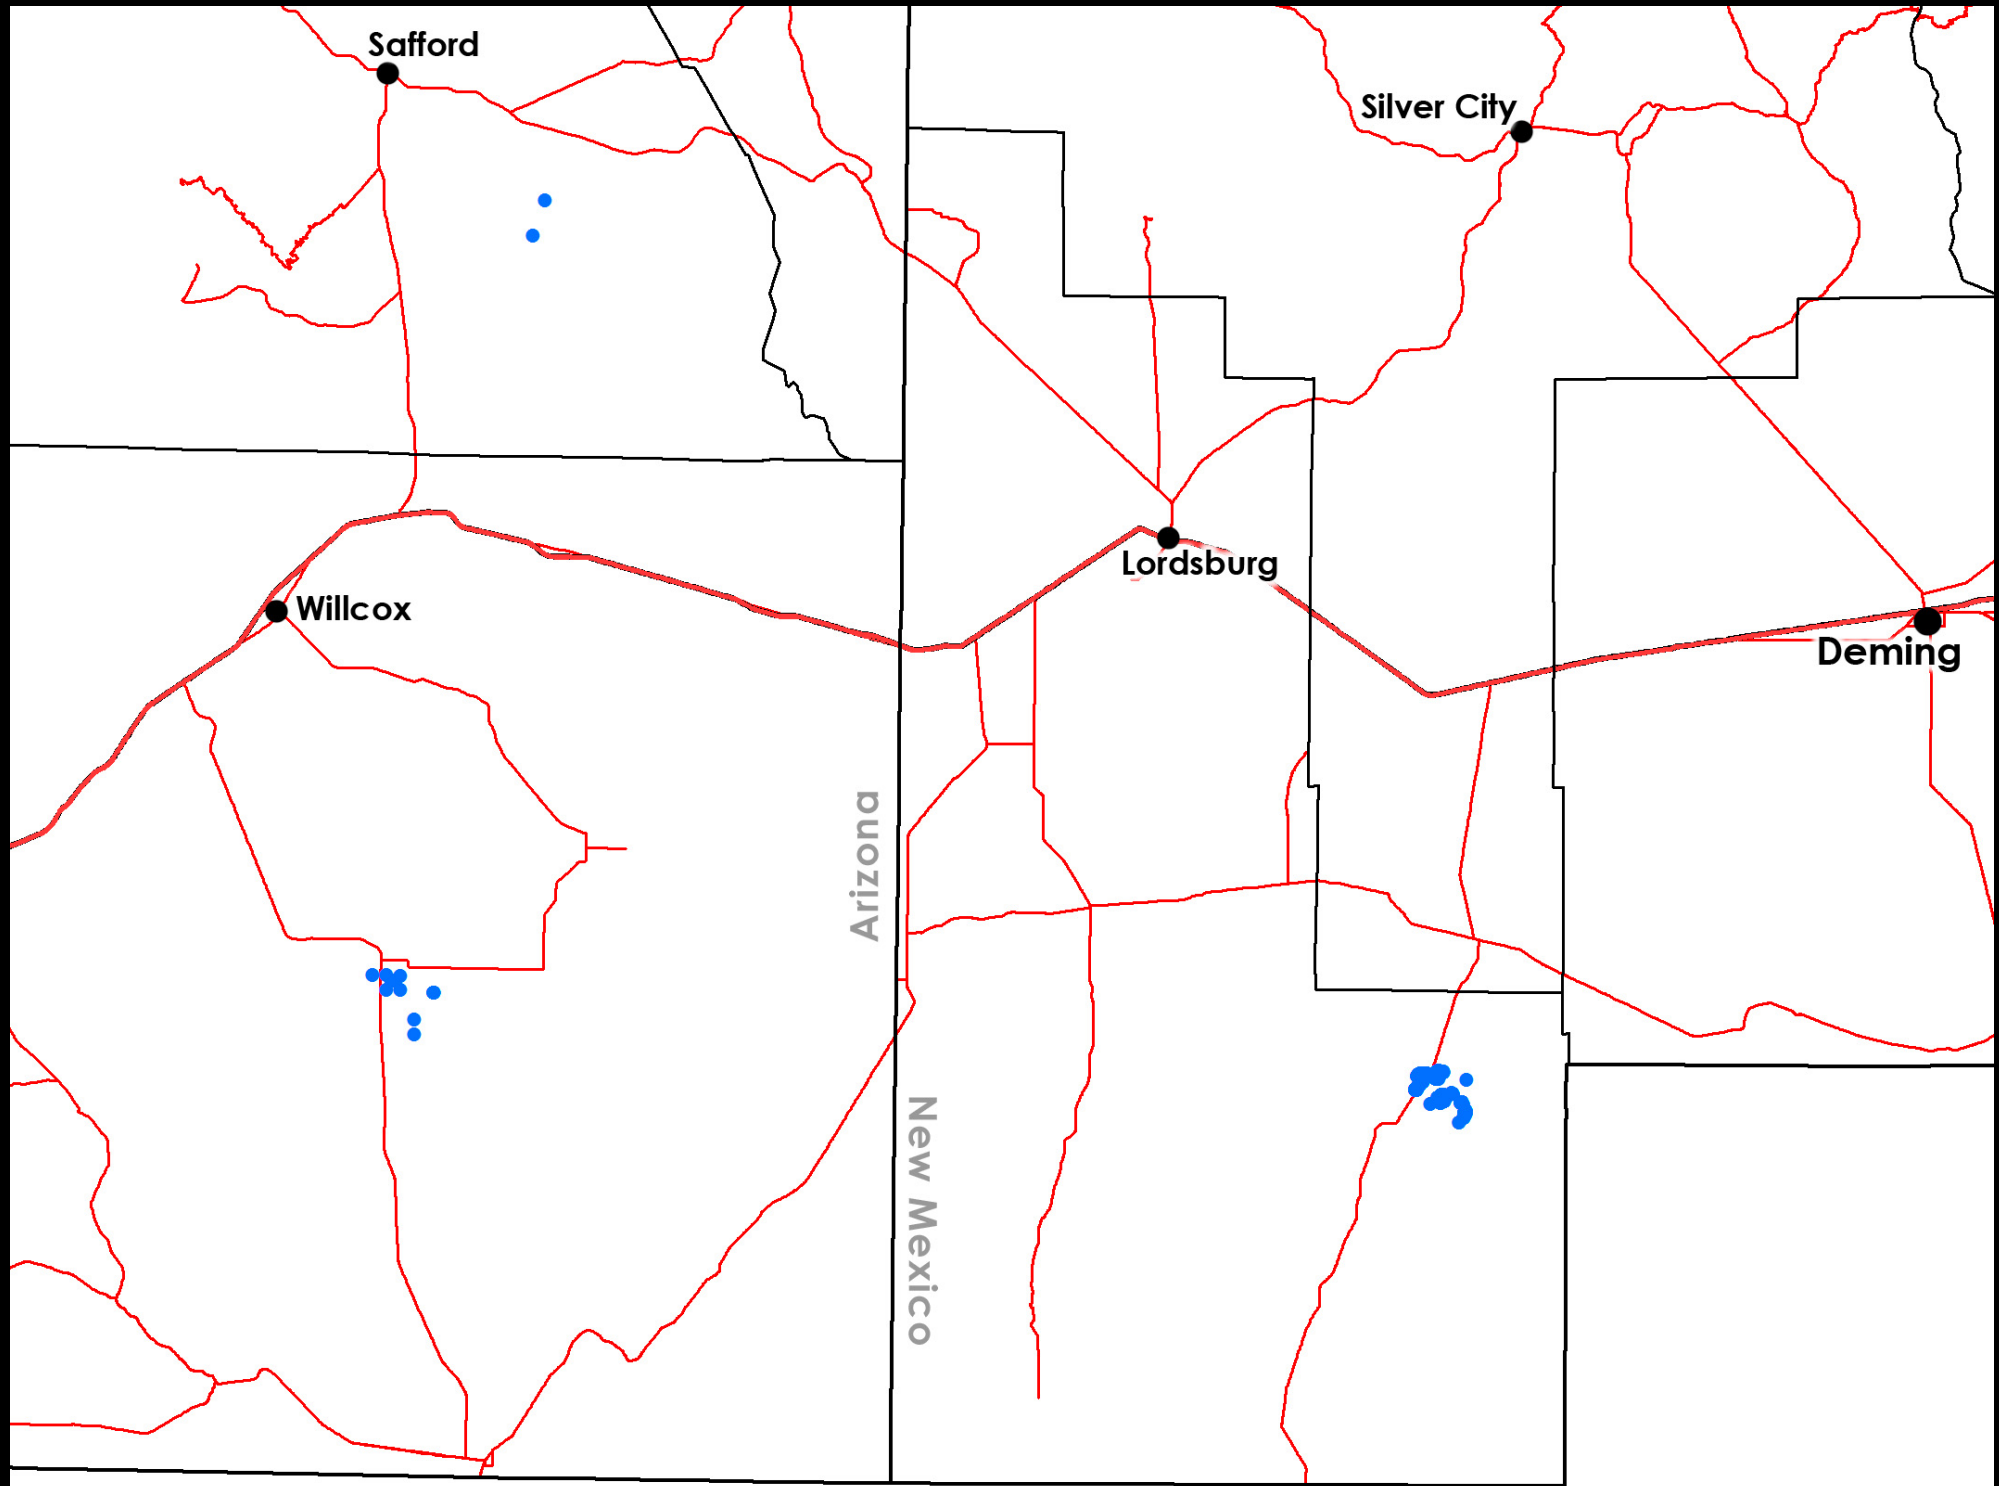 Safford
Silver City
Lordsburg
Willcox
Deming
Arizona
New Mexico